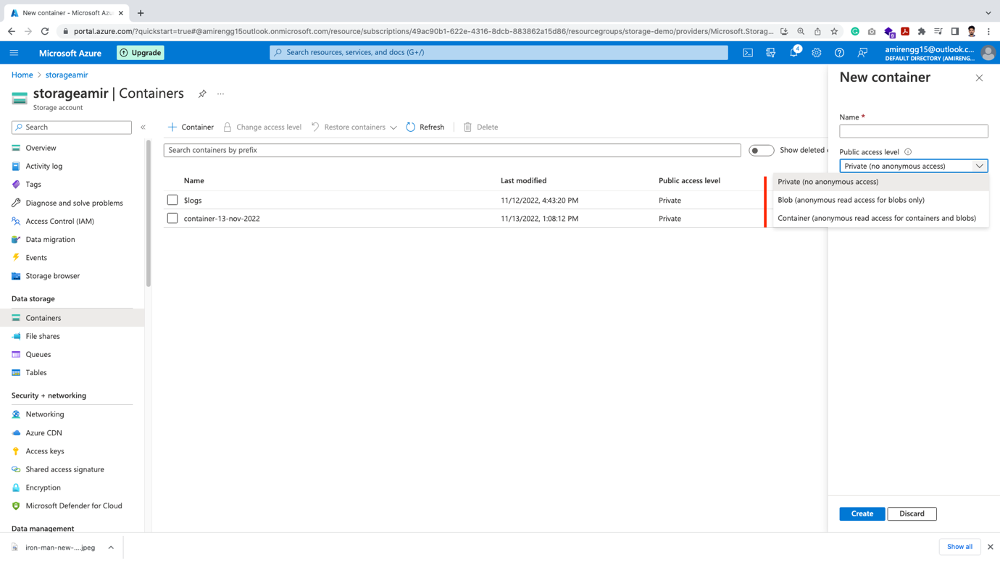 New container - Microsoft Azu
portal.azure.com/?quickstart=true#@amirengg15outlook.onmicrosoft.com/resource/subscriptions/49ac90b1-622e-4316-8dcb-883862a15d86/resourcegroups/storage-demo/providers/Microsoft.Storag...
9
Microsoft Azure
Upgrade
Search resources, services, and docs (G+/)
4
amirengg15@outlook.c...
DEFAULT DIRECTORY (AMIRENG...
Home > storageamir
storageamir | Containers
Storage account
Search
Overview
Activity log
Tags
Diagnose and solve problems
Access Control (IAM)
Data migration
Events
Storage browser
Data storage
Containers
File shares
Queues
Tables
Security + networking
Networking
Azure CDN
Access keys
Shared access signature
Encryption
Microsoft Defender for Cloud
Data management
Container
Change access level
Restore containers
Refresh
Delete
Search containers by prefix
Show deleted
Name Last modified Public access level
$logs 11/12/2022, 4:43:20 PM Private
container-13-nov-2022 11/13/2022, 1:08:12 PM Private
New container
Name *
Public access level
Private (no anonymous access)
Private (no anonymous access)
Blob (anonymous read access for blobs only)
Container (anonymous read access for containers and blobs)
Create
Discard
iron-man-new-....jpeg
Show all